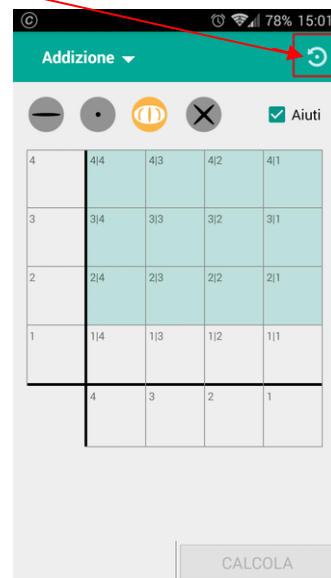 © 78% 15:01
Addizione
Aiuti
4 4|4 4|3 4|2 4|1
3 3|4 3|3 3|2 3|1
2 2|4 2|3 2|2 2|1
1 1|4 1|3 1|2 1|1
4 3 2 1
CALCOLA